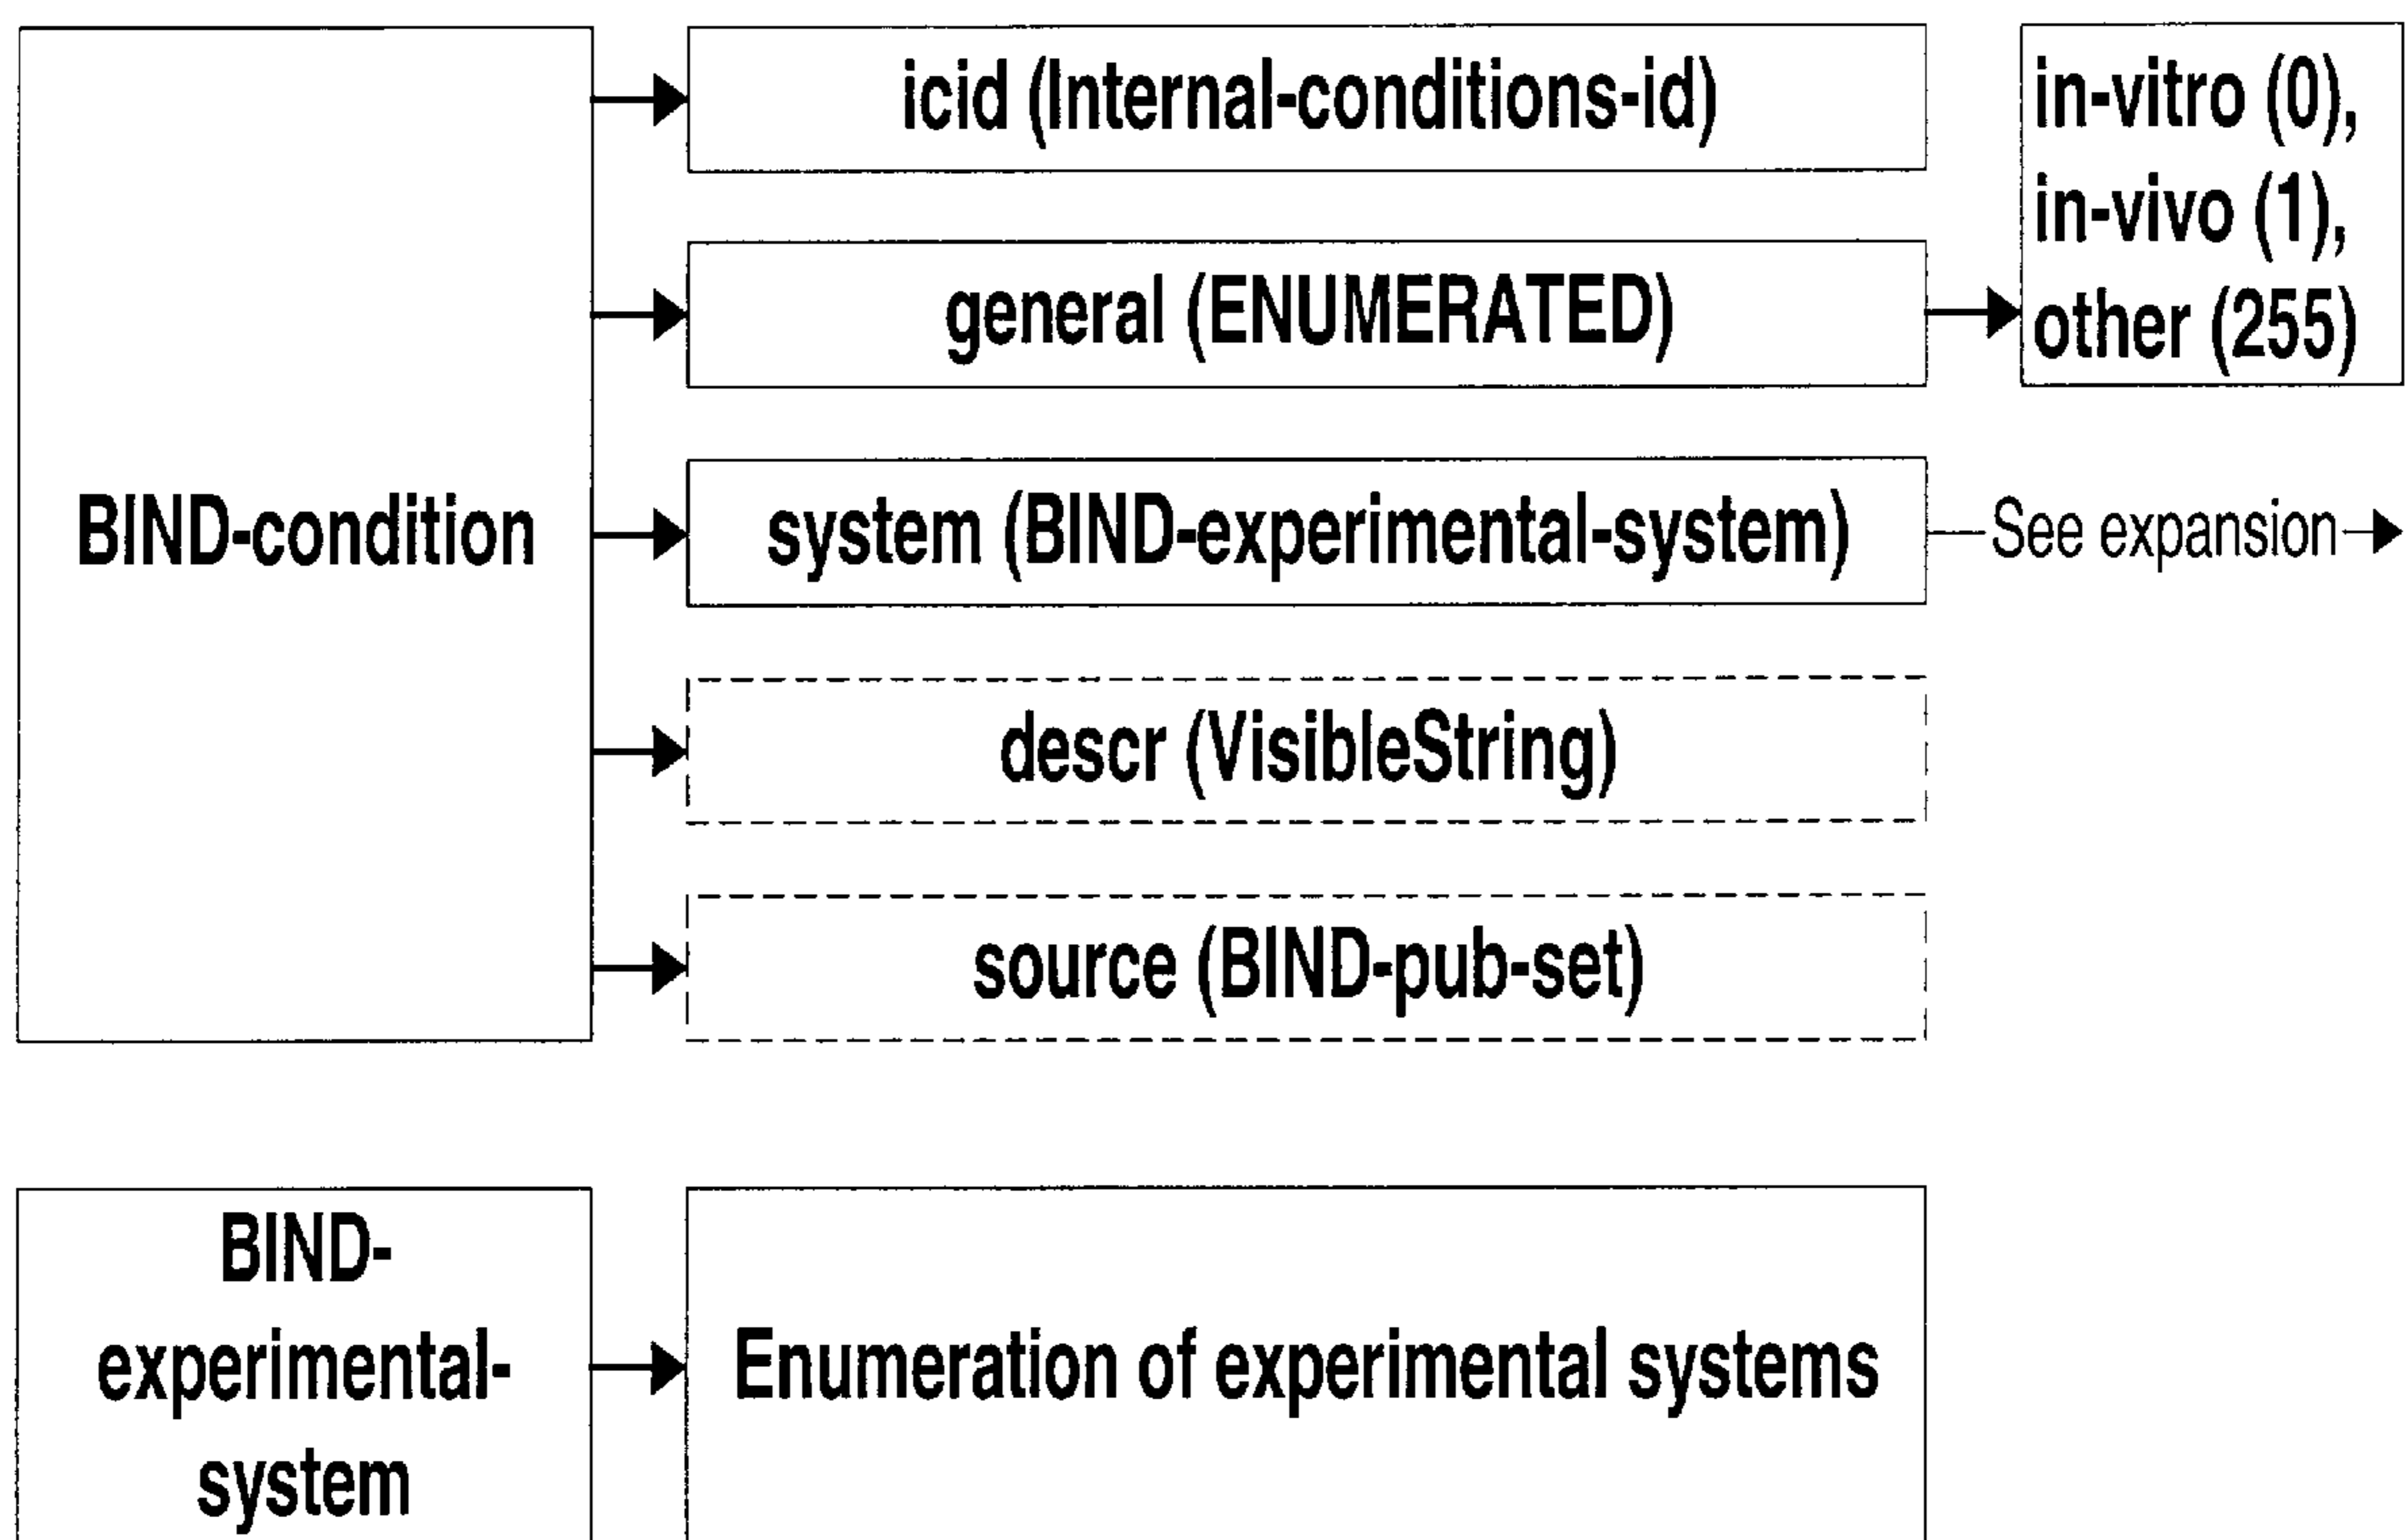 BIND-condition
icid (Internal-conditions-id)
general (ENUMERATED)
in-vitro (0),
in-vivo (1),
other (255)
system (BIND-experimental-system)
See expansion
descr (VisibleString)
source (BIND-pub-set)
BIND-
experimental-
system
Enumeration of experimental systems